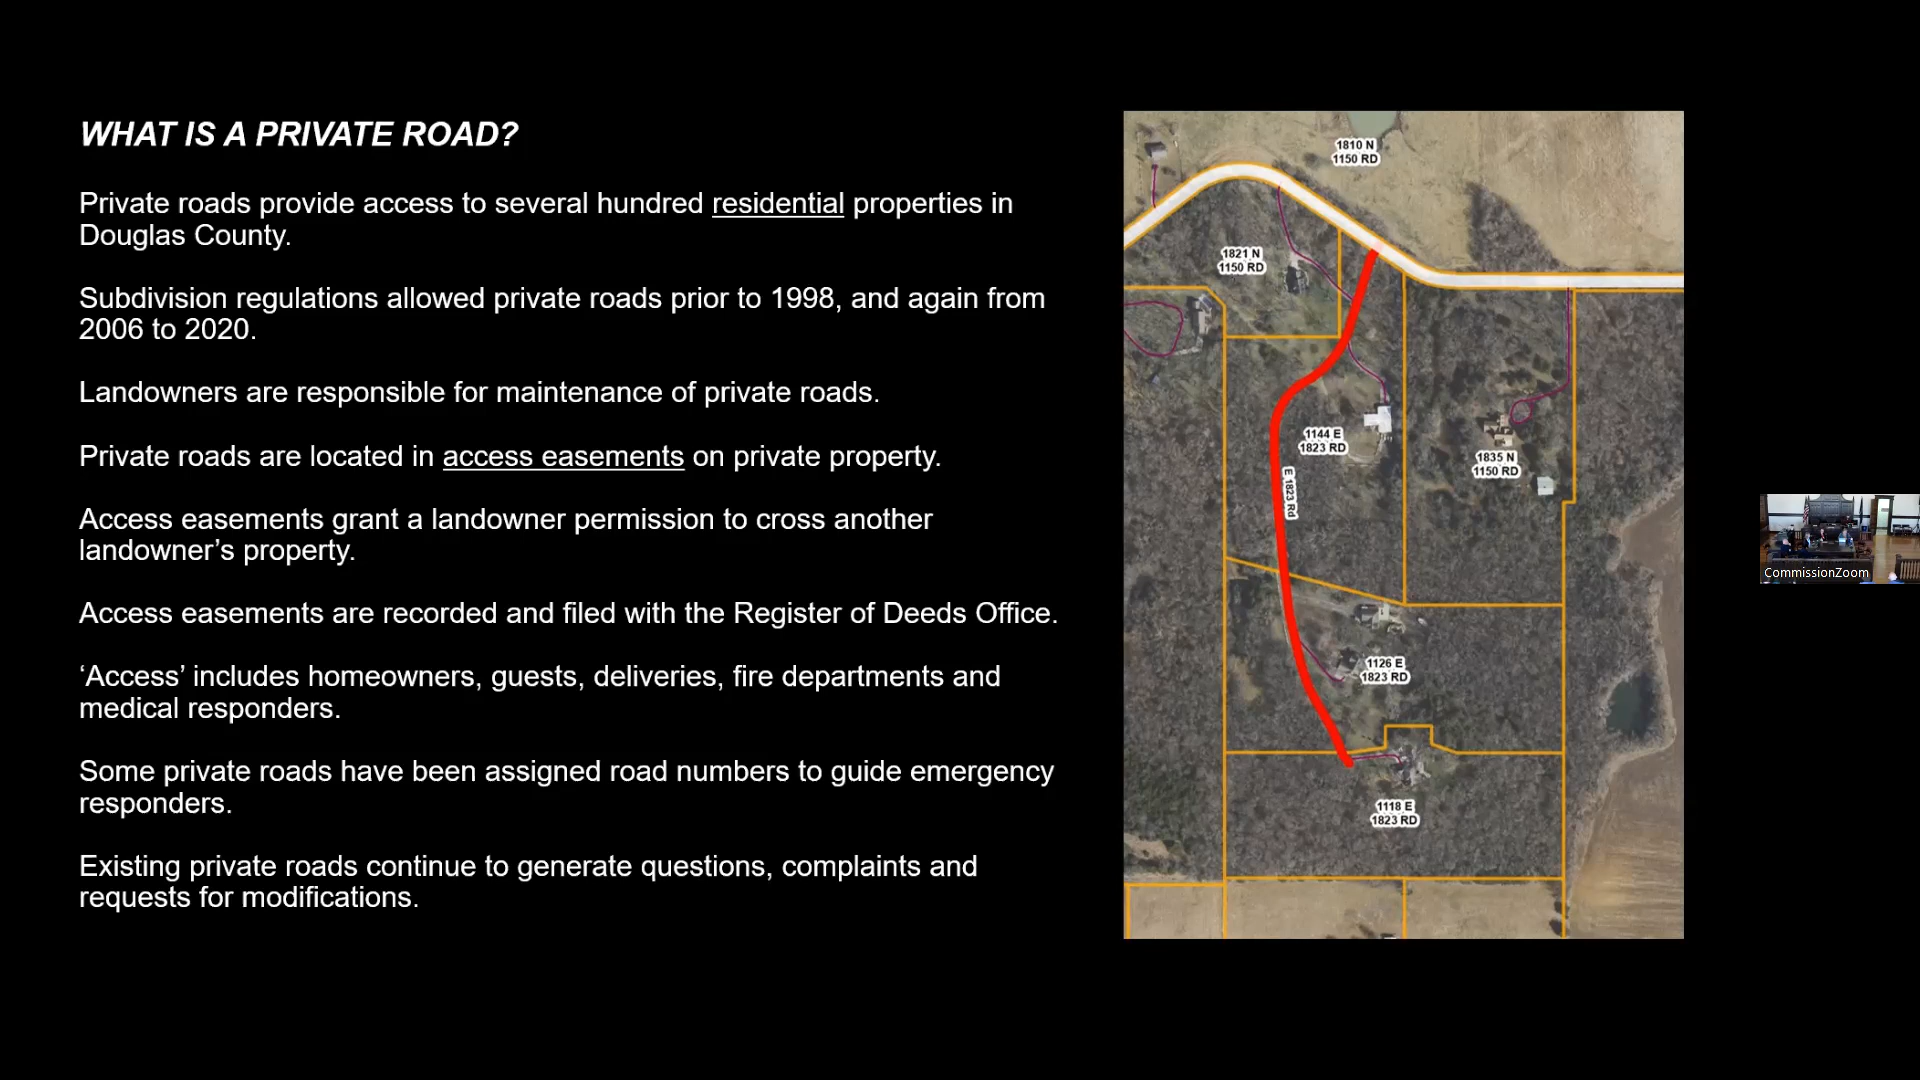 WHAT IS A PRIVATE ROAD?
Private roads provide access to several hundred residential properties in
Douglas County.
Subdivision regulations allowed private roads prior to 1998, and again from
2006 to 2020.
Landowners are responsible for maintenance of private roads.
Private roads are located in access easements on private property.
Access easements grant a landowner permission to cross another
landowner’s property.
Access easements are recorded and filed with the Register of Deeds Office.
‘Access’ includes homeowners, guests, deliveries, fire departments and
medical responders.
Some private roads have been assigned road numbers to guide emergency
responders.
Existing private roads continue to generate questions, complaints and
requests for modifications.
1810 N
1150 RD
1821 N
1150 RD
1144 E
1823 RD
1835 N
1150 RD
E 1823 Rd
1126 E
1823 RD
1118 E
1823 RD
CommissionZoom